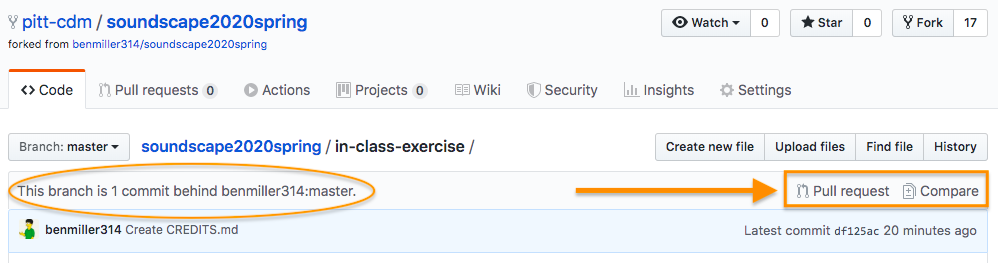 pitt-cdm / soundscape2020spring
Watch 0 Star 0 Fork 17
forked from benmiller314/soundscape2020spring
Code Pull requests 0 Actions Projects 0 Wiki Security Insights Settings
Branch: master soundscape2020spring / in-class-exercise / Create new file Upload files Find file History
This branch is 1 commit behind benmiller314:master. Pull request Compare
benmiller314 Create CREDITS.md Latest commit df125ac 20 minutes ago